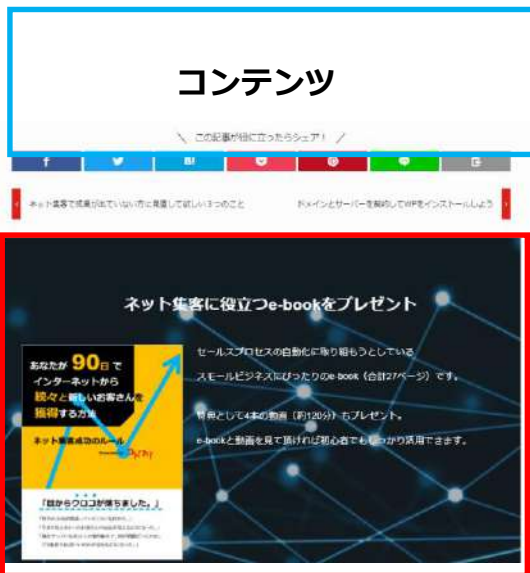 コンテンツ
\ この記事が役に立ったらシェア！ /
B!
ネット集客で成果が出ていない方に見直して欲しい3つのこと
ドメインとサーバーを契約してWPをインストールしよう
ネット集客に役立つe-bookをプレゼント
セールスプロセスの自動化に取り組もうとしている
スモールビジネスにぴったりのe-book（合計27ページ）です。
特典として4本の動画（約120分）もプレゼント。
e-bookと動画を見て頂ければ初心者でもしっかり活用できます。
あなたが 90日 で
インターネットから
続々と新しいお客さんを
獲得する方法
ネット集客成功のルール
「目からウロコが落ちました。」